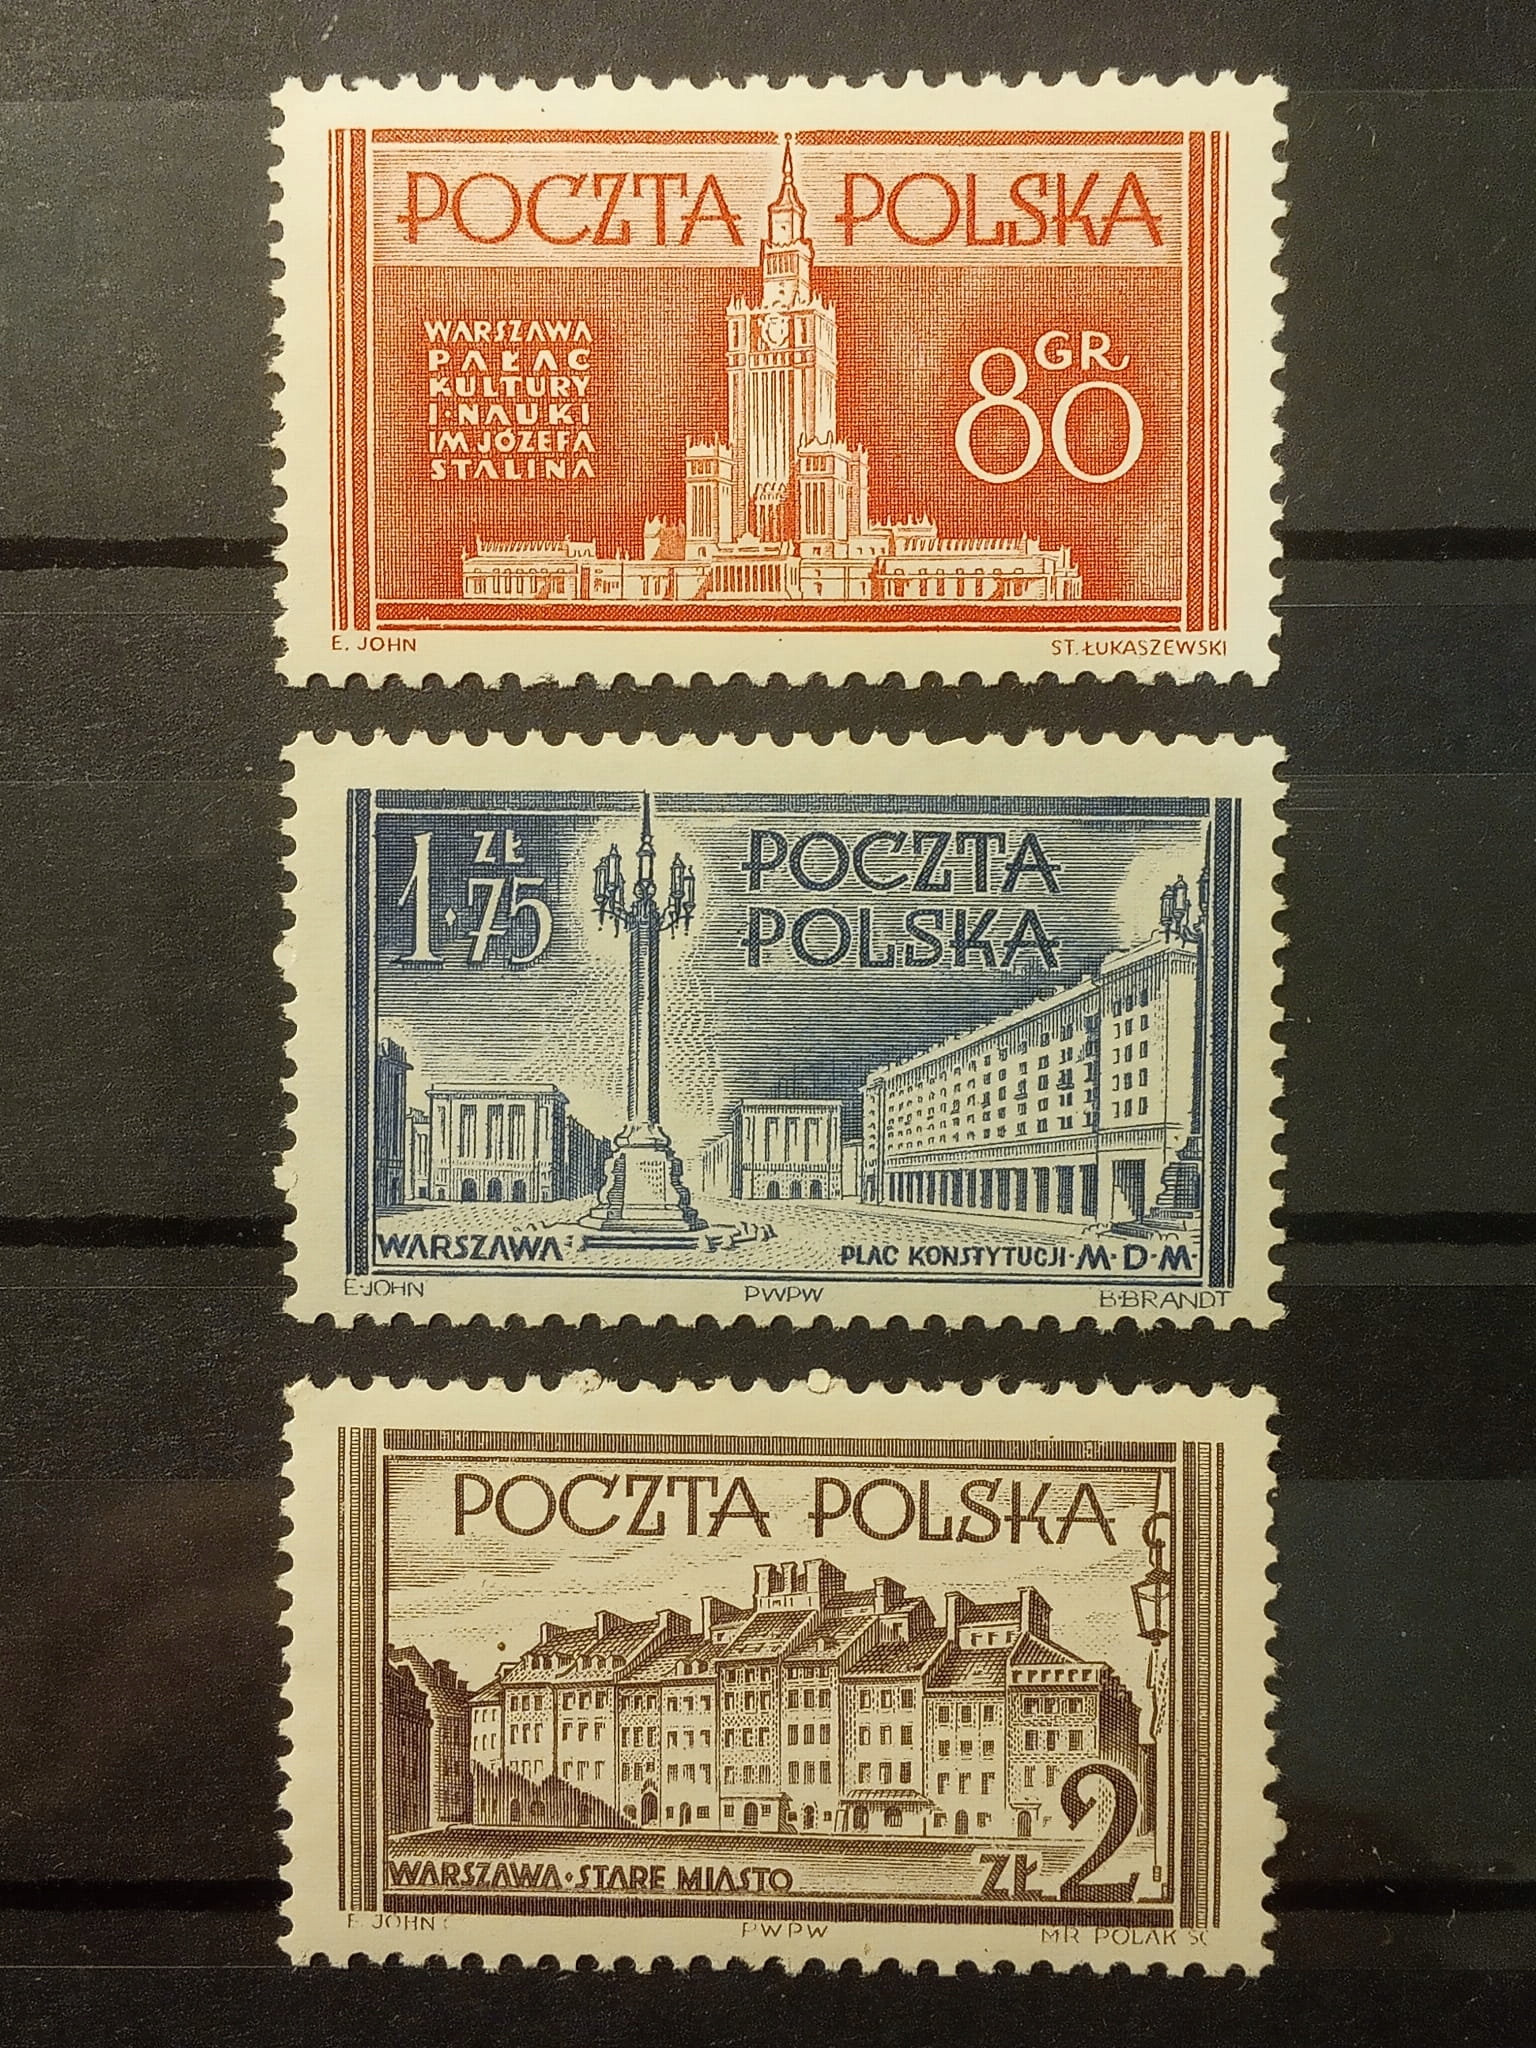 POCZTA POLSKA
WARSZAWA
PAŁAC
KULTURY
I·NAUKI
IM JÓZEFA
STALINA
80 GR
E. JOHN
ST. ŁUKASZEWSKI
1·75 ZŁ
POCZTA
POLSKA
WARSZAWA
PLAC KONSTYTUCJI·M·D·M·
E·JOHN
PWPW
B·BRANDT
POCZTA POLSKA
WARSZAWA·STARE MIASTO
ZŁ 2
E. JOHN
PWPW
MR POLAK SC